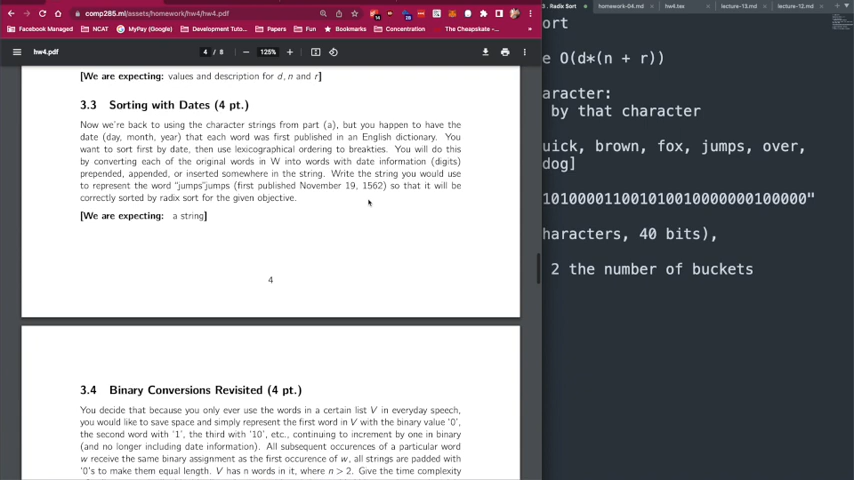 comp285.ml/assets/homework/hw4/hw4.pdf
Facebook Managed NCAT MyPay (Google) Development Tuto... Papers Fun Bookmarks Concentration The Cheapskate -...
hw4.pdf 4 / 8 125%
[We are expecting: values and description for d, n and r]
3.3 Sorting with Dates (4 pt.)
Now we're back to using the character strings from part (a), but you happen to have the
date (day, month, year) that each word was first published in an English dictionary. You
want to sort first by date, then use lexicographical ordering to breakties. You will do this
by converting each of the original words in W into words with date information (digits)
prepended, appended, or inserted somewhere in the string. Write the string you would use
to represent the word "jumps"jumps (first published November 19, 1562) so that it will be
correctly sorted by radix sort for the given objective.
[We are expecting: a string]
4
3.4 Binary Conversions Revisited (4 pt.)
You decide that because you only ever use the words in a certain list V in everyday speech,
you would like to save space and simply represent the first word in V with the binary value '0',
the second word with '1', the third with '10', etc., continuing to increment by one in binary
(and no longer including date information). All subsequent occurences of a particular word
w receive the same binary assignment as the first occurence of w, all strings are padded with
'0's to make them equal length. V has n words in it, where n > 2. Give the time complexity
3. Radix Sort homework-04.md hw4.tex lecture-13.md lecture-12.md
ort
e O(d*(n + r))
aracter:
by that character
uick, brown, fox, jumps, over,
dog]
1010000110010100100000000100000"
haracters, 40 bits),
2 the number of buckets